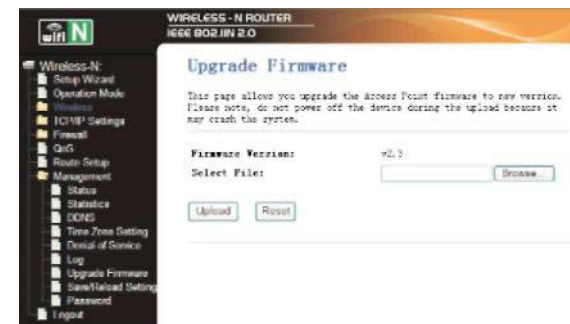 wifi N
WIRELESS-N ROUTER
IEEE 802.11N 2.0
Wireless-N:
Setup Wizard
Operation Mode
Wireless
TCP/IP Settings
Firewall
QoS
Route Setup
Management
Status
Statistics
DDNS
Time Zone Setting
Denial of Service
Log
Upgrade Firmware
Save/Reload Setting
Password
Logout
Upgrade Firmware
This page allows you upgrade the Access Point firmware to new version.
Please note, do not power off the device during the upload because it
may crash the system.
Firmware Version: v2.3
Select File: Browse...
Upload Reset